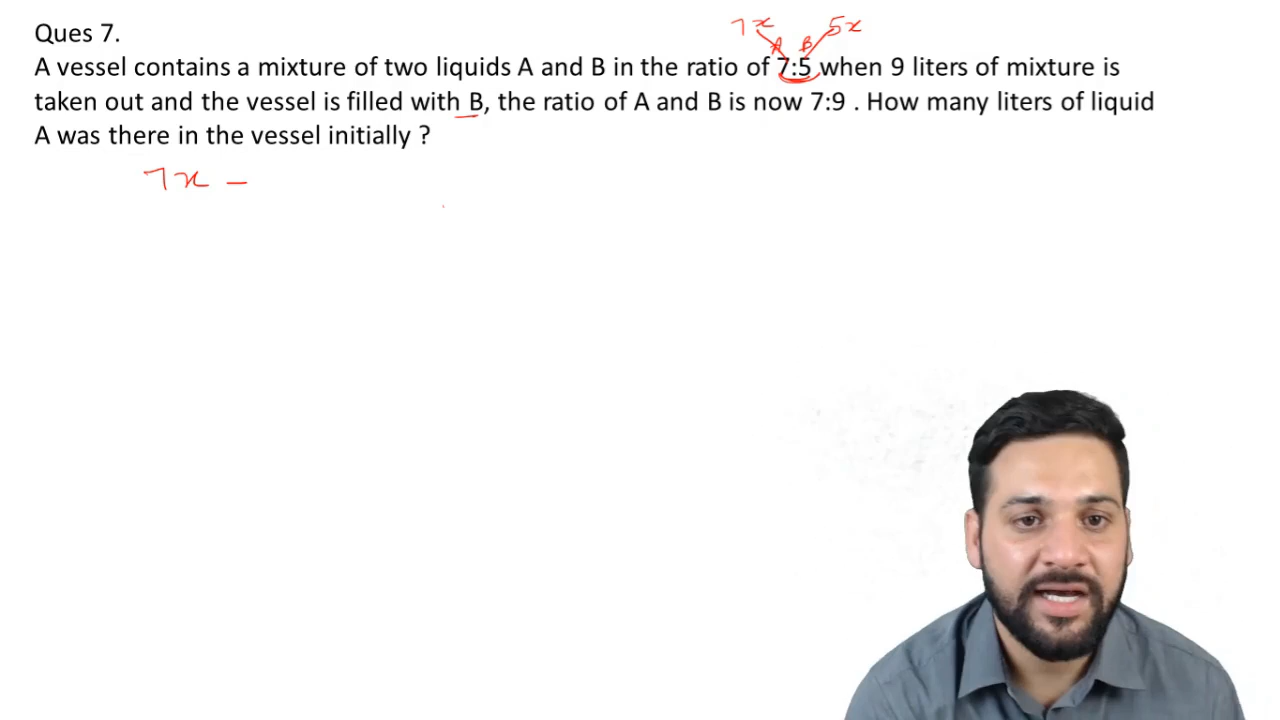 Ques 7.
7x 5x
A B
A vessel contains a mixture of two liquids A and B in the ratio of 7:5 when 9 liters of mixture is
taken out and the vessel is filled with B, the ratio of A and B is now 7:9 . How many liters of liquid
A was there in the vessel initially ?
7x –